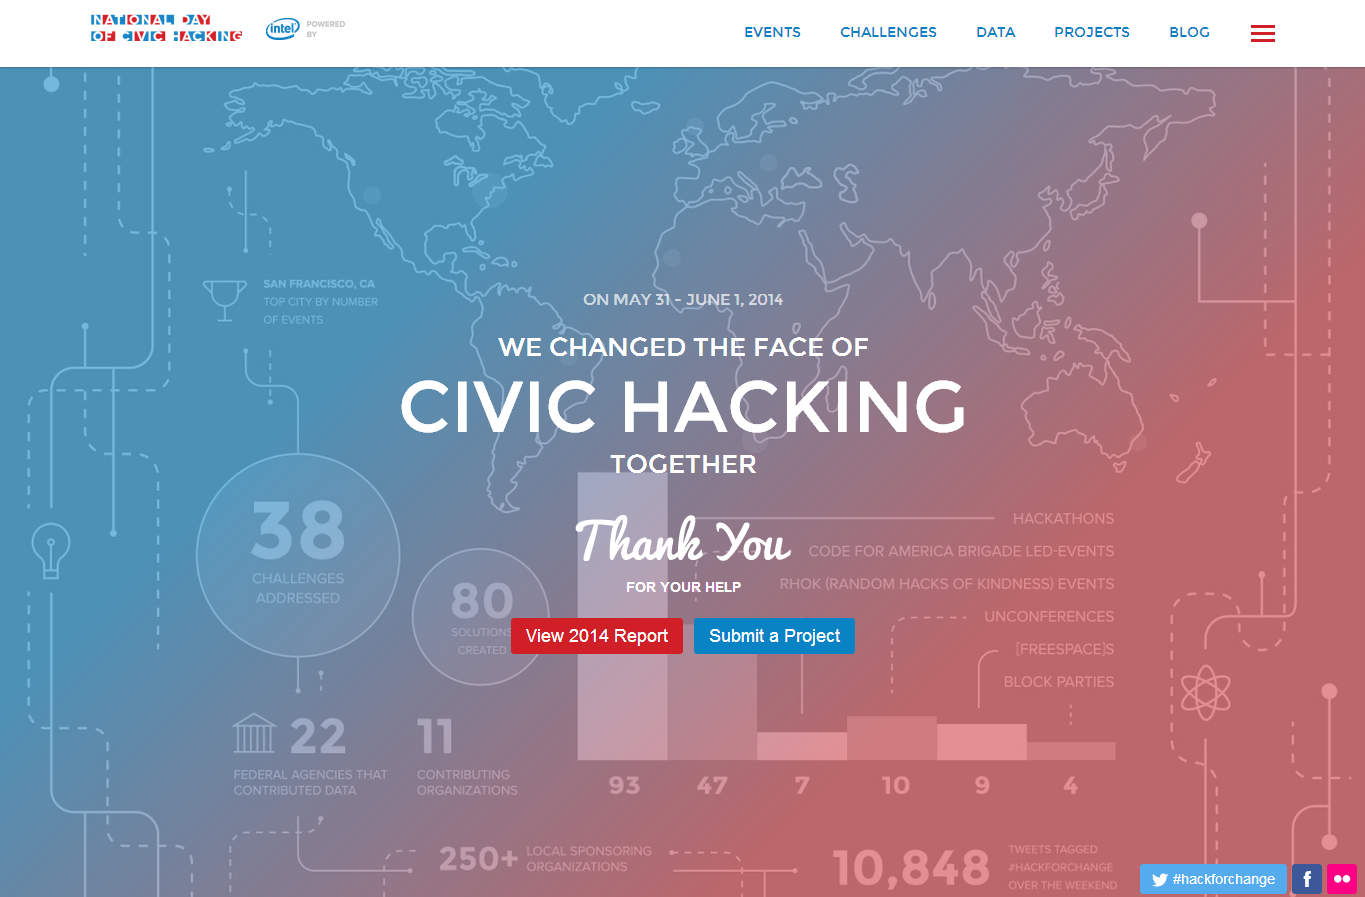 NATIONAL DAY
OF CIVIC HACKING
intel
POWERED
BY
EVENTS
CHALLENGES
DATA
PROJECTS
BLOG
SAN FRANCISCO, CA
TOP CITY BY NUMBER
OF EVENTS
ON MAY 31 - JUNE 1, 2014
WE CHANGED THE FACE OF
CIVIC HACKING
TOGETHER
Thank You
FOR YOUR HELP
View 2014 Report
Submit a Project
38
CHALLENGES
ADDRESSED
80
SOLUTIONS
CREATED
22
FEDERAL AGENCIES THAT
CONTRIBUTED DATA
11
CONTRIBUTING
ORGANIZATIONS
HACKATHONS
CODE FOR AMERICA BRIGADE LED-EVENTS
RHOK (RANDOM HACKS OF KINDNESS) EVENTS
UNCONFERENCES
[FREESPACE]S
BLOCK PARTIES
93
47
7
10
9
4
250+
LOCAL SPONSORING
ORGANIZATIONS
10,848
TWEETS TAGGED
#HACKFORCHANGE
OVER THE WEEKEND
#hackforchange
f